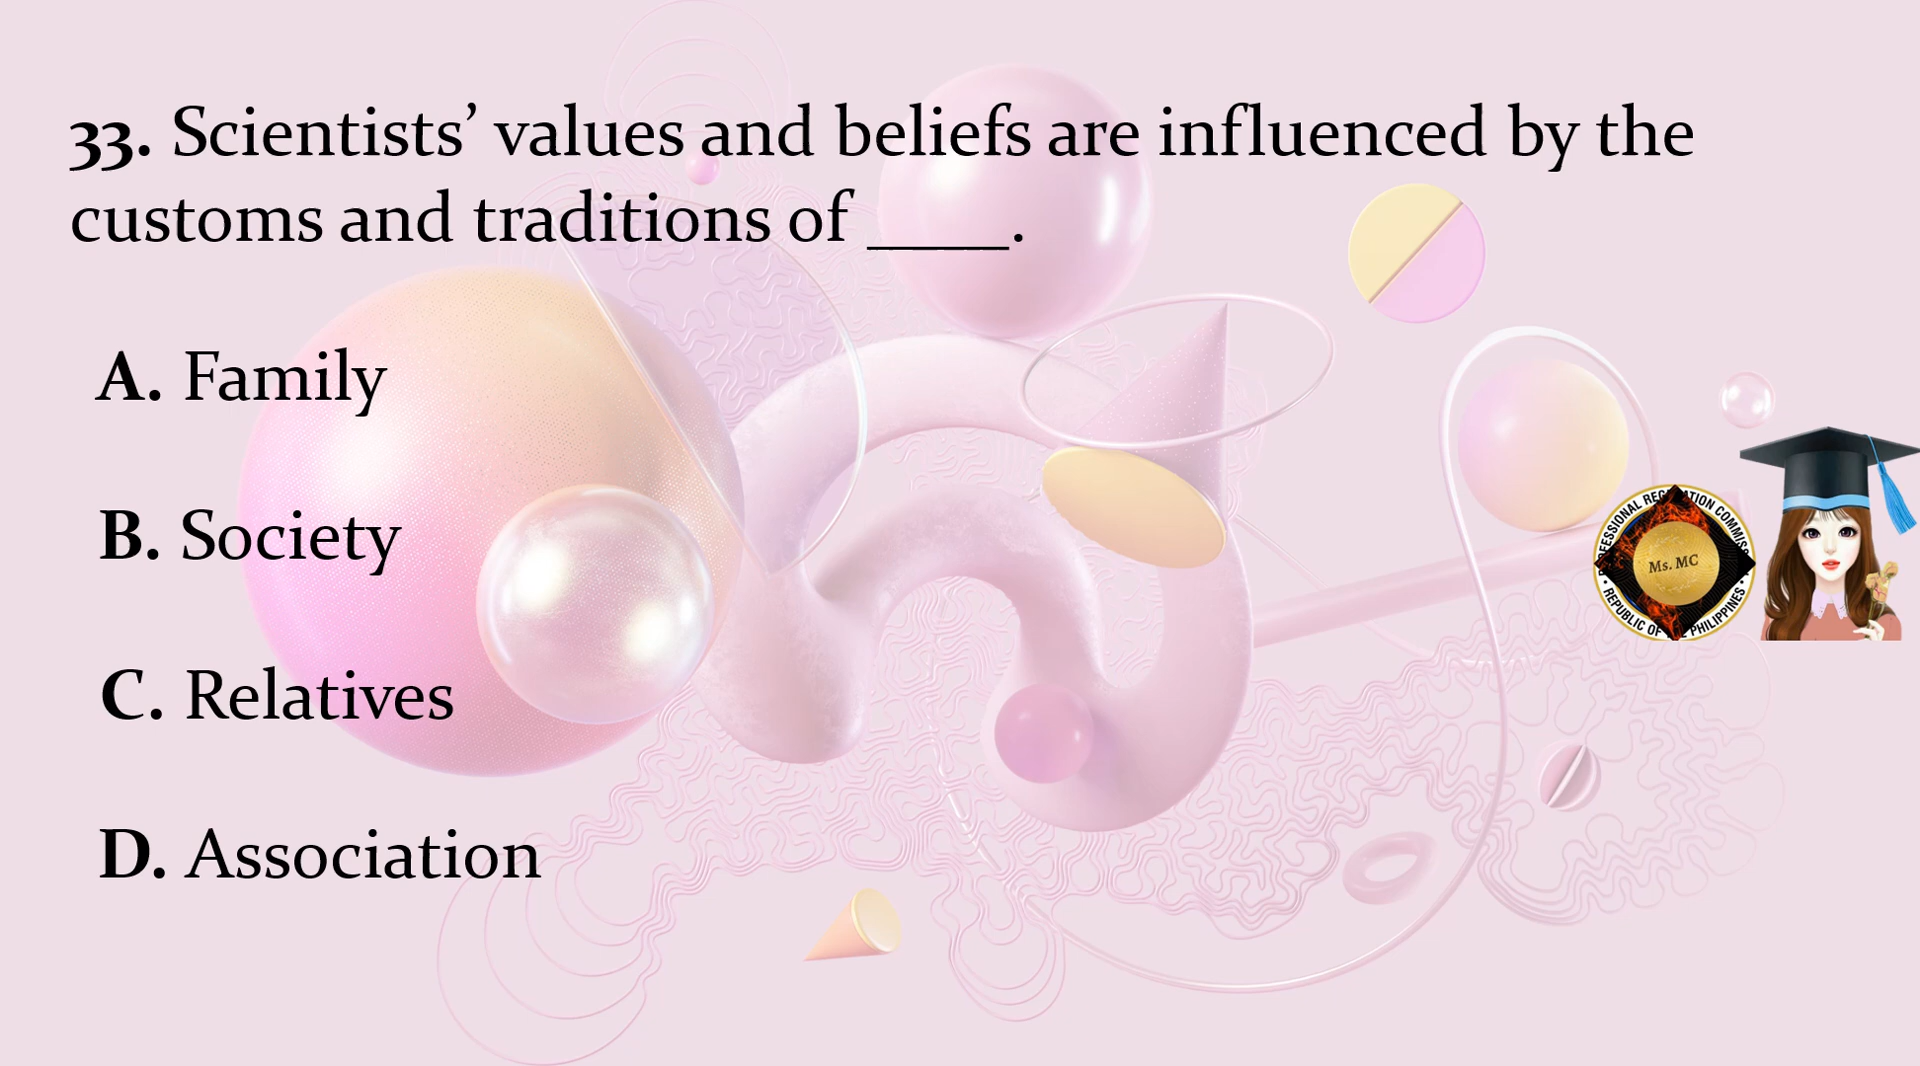 33. Scientists’ values and beliefs are influenced by the
customs and traditions of _____.
A. Family
B. Society
C. Relatives
D. Association
Ms. MC
REPUBLIC OF PHILIPPINES